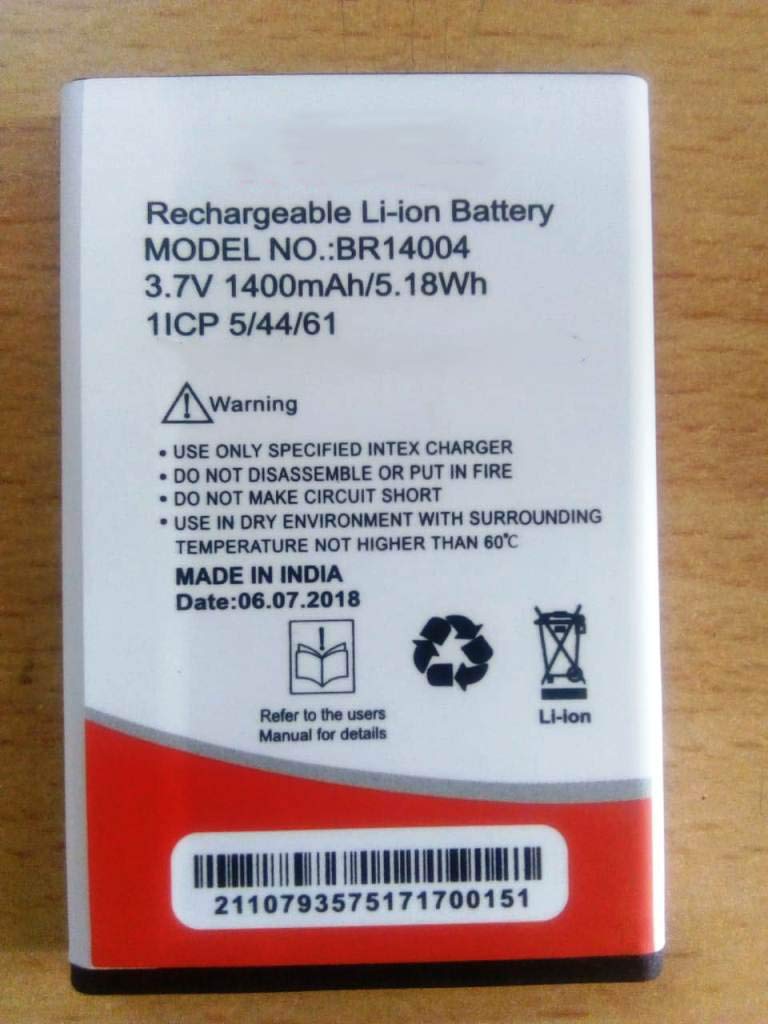 Rechargeable Li-ion Battery
MODEL NO.:BR14004
3.7V 1400mAh/5.18Wh
1ICP 5/44/61
Warning
• USE ONLY SPECIFIED INTEX CHARGER
• DO NOT DISASSEMBLE OR PUT IN FIRE
• DO NOT MAKE CIRCUIT SHORT
• USE IN DRY ENVIRONMENT WITH SURROUNDING
TEMPERATURE NOT HIGHER THAN 60℃
MADE IN INDIA
Date:06.07.2018
Refer to the users
Manual for details
Li-ion
2110793575171700151